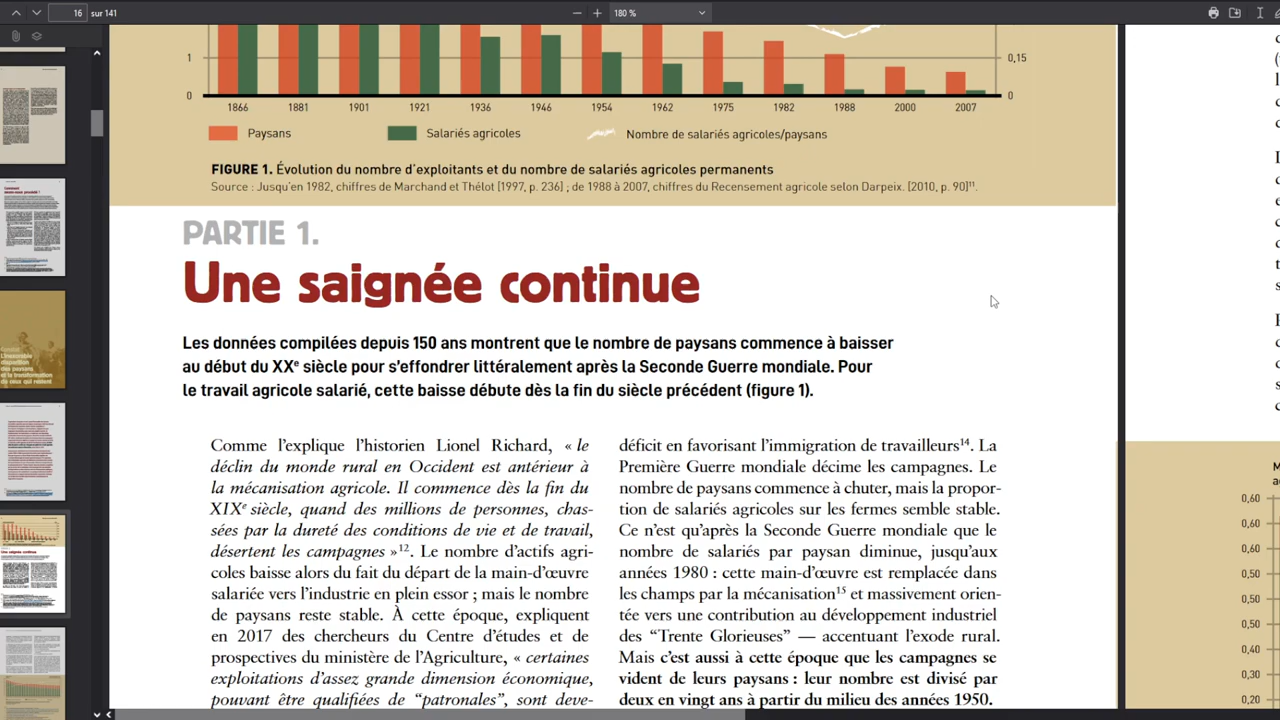 16 sur 141
180 %
1
0,15
0
0
1866 1881 1901 1921 1936 1946 1954 1962 1975 1982 1988 2000 2007
Paysans Salariés agricoles Nombre de salariés agricoles/paysans
FIGURE 1. Évolution du nombre d'exploitants et du nombre de salariés agricoles permanents
Source : Jusqu'en 1982, chiffres de Marchand et Thélot [1997, p. 236] ; de 1988 à 2007, chiffres du Recensement agricole selon Darpeix. [2010, p. 90]¹¹.
PARTIE 1.
Une saignée continue
Les données compilées depuis 150 ans montrent que le nombre de paysans commence à baisser
au début du XXᵉ siècle pour s'effondrer littéralement après la Seconde Guerre mondiale. Pour
le travail agricole salarié, cette baisse débute dès la fin du siècle précédent (figure 1).
Comme l'explique l'historien Lionel Richard, « le
déclin du monde rural en Occident est antérieur à
la mécanisation agricole. Il commence dès la fin du
XIXᵉ siècle, quand des millions de personnes, chas-
sées par la dureté des conditions de vie et de travail,
désertent les campagnes »¹². Le nombre d'actifs agri-
coles baisse alors du fait du départ de la main-d'œuvre
salariée vers l'industrie en plein essor ; mais le nombre
de paysans reste stable. À cette époque, expliquent
en 2017 des chercheurs du Centre d'études et de
prospectives du ministère de l'Agriculture, « certaines
exploitations d'assez grande dimension économique,
pouvant être qualifiées de “patronales”, sont deve-
déficit en favorisant l'immigration de travailleurs¹⁴. La
Première Guerre mondiale décime les campagnes. Le
nombre de paysans commence à chuter, mais la propor-
tion de salariés agricoles sur les fermes semble stable.
Ce n'est qu'après la Seconde Guerre mondiale que le
nombre de salariés par paysan diminue, jusqu'aux
années 1980 : cette main-d'œuvre est remplacée dans
les champs par la mécanisation¹⁵ et massivement orien-
tée vers une contribution au développement industriel
des “Trente Glorieuses” — accentuant l'exode rural.
Mais c'est aussi à cette époque que les campagnes se
vident de leurs paysans : leur nombre est divisé par
deux en vingt ans à partir du milieu des années 1950.
0,60
0,60
0,60
0,50
0,50
0,50
0,40
0,40
0,20